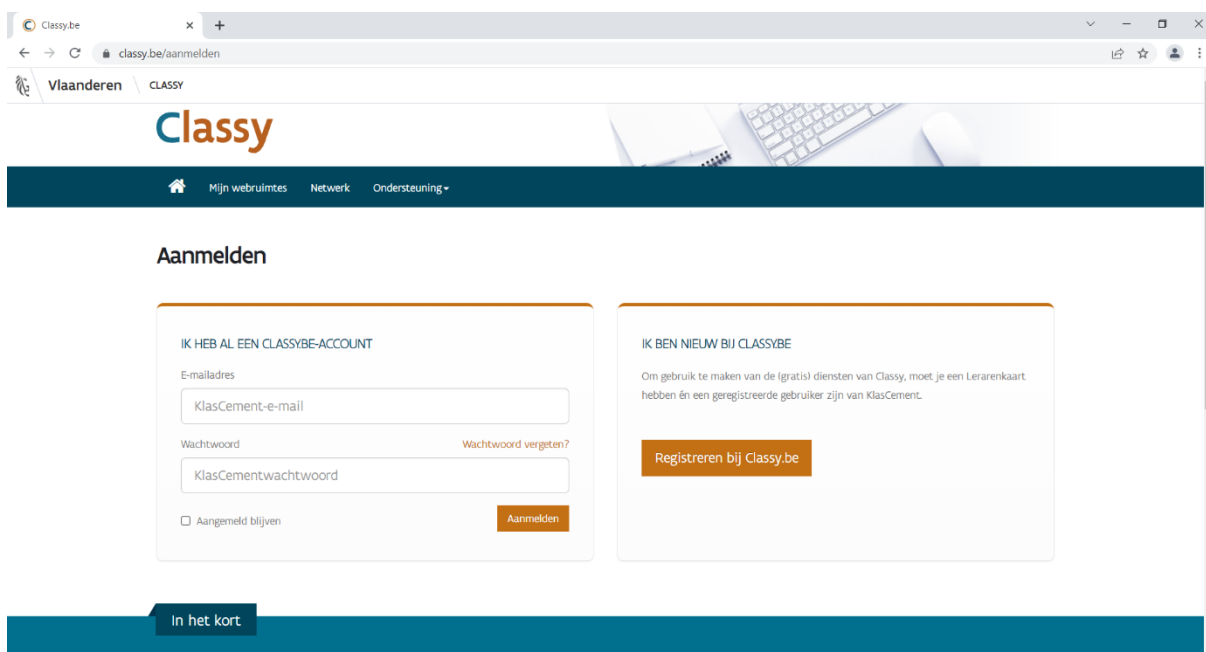 Classy.be
classy.be/aanmelden
Vlaanderen CLASSY
Classy
Mijn webruimtes Netwerk Ondersteuning
Aanmelden
IK HEB AL EEN CLASSY.BE-ACCOUNT
E-mailadres
KlasCement-e-mail
Wachtwoord Wachtwoord vergeten?
KlasCementwachtwoord
Aangemeld blijven Aanmelden
IK BEN NIEUW BIJ CLASSY.BE
Om gebruik te maken van de (gratis) diensten van Classy, moet je een Lerarenkaart
hebben én een geregistreerde gebruiker zijn van KlasCement.
Registreren bij Classy.be
In het kort